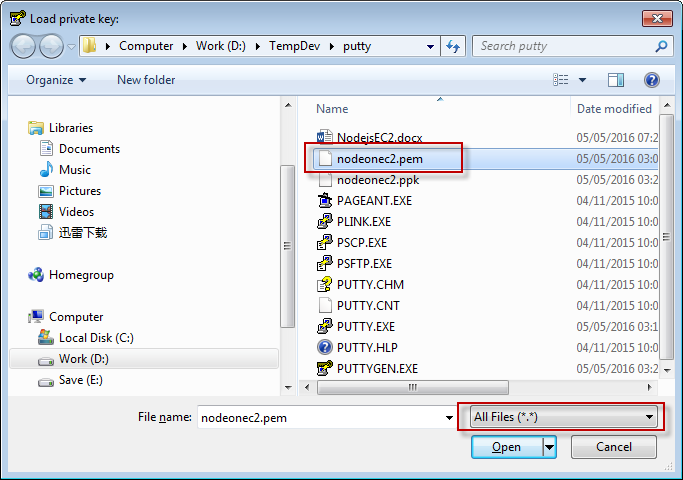 Load private key:
Computer Work (D:) TempDev putty Search putty
Organize New folder
Libraries
Documents
Music
Pictures
Videos
迅雷下载
Homegroup
Computer
Local Disk (C:)
Work (D:)
Save (E:)
Name Date modified
NodejsEC2.docx 05/05/2016 07:2
nodeonec2.pem 05/05/2016 03:0
nodeonec2.ppk 05/05/2016 03:2
PAGEANT.EXE 04/11/2015 10:0
PLINK.EXE 04/11/2015 10:0
PSCP.EXE 04/11/2015 10:0
PSFTP.EXE 04/11/2015 10:0
PUTTY.CHM 04/11/2015 10:0
PUTTY.CNT 04/11/2015 10:0
PUTTY.EXE 05/05/2016 03:1
PUTTY.HLP 04/11/2015 10:0
PUTTYGEN.EXE 05/05/2016 03:2
File name: nodeonec2.pem All Files (*.*)
Open Cancel